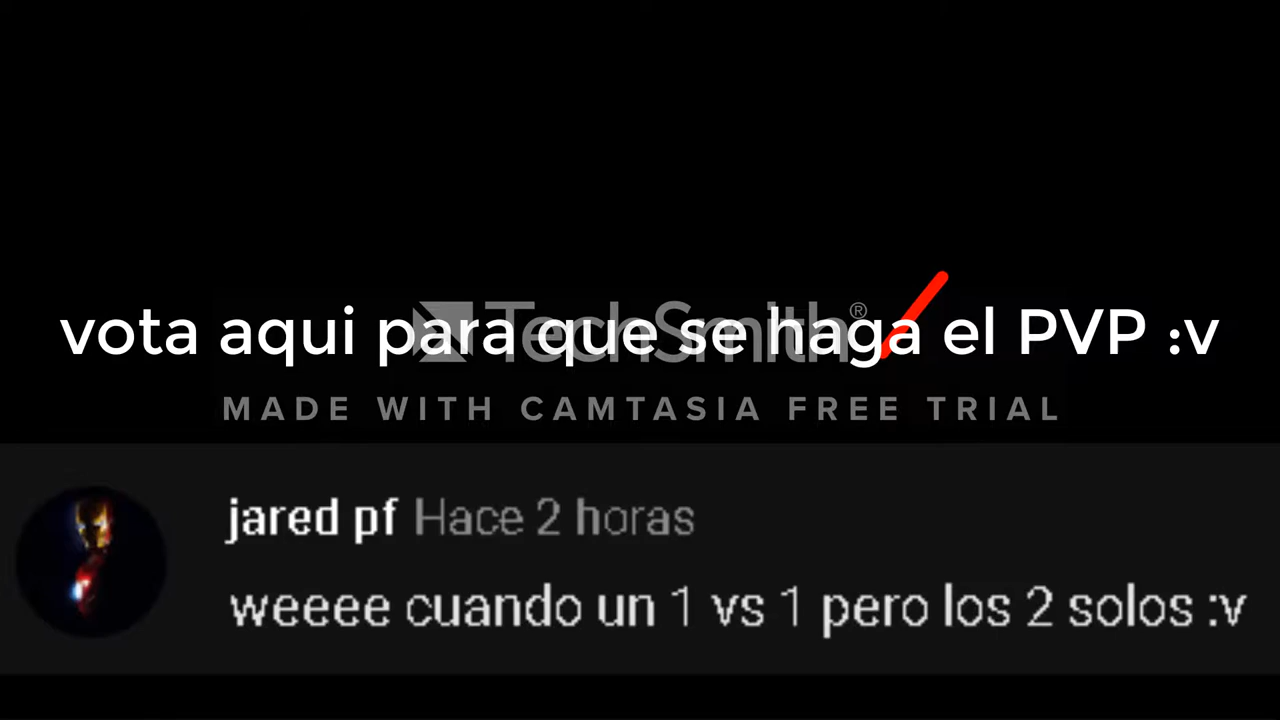 vota aqui para que se haga el PVP :v
TechSmith®
MADE WITH CAMTASIA FREE TRIAL
jared pf Hace 2 horas
weeee cuando un 1 vs 1 pero los 2 solos :v